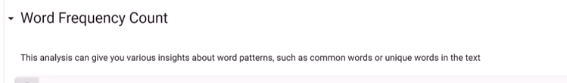 Word Frequency Count
This analysis can give you various insights about word patterns, such as common words or unique words in the text